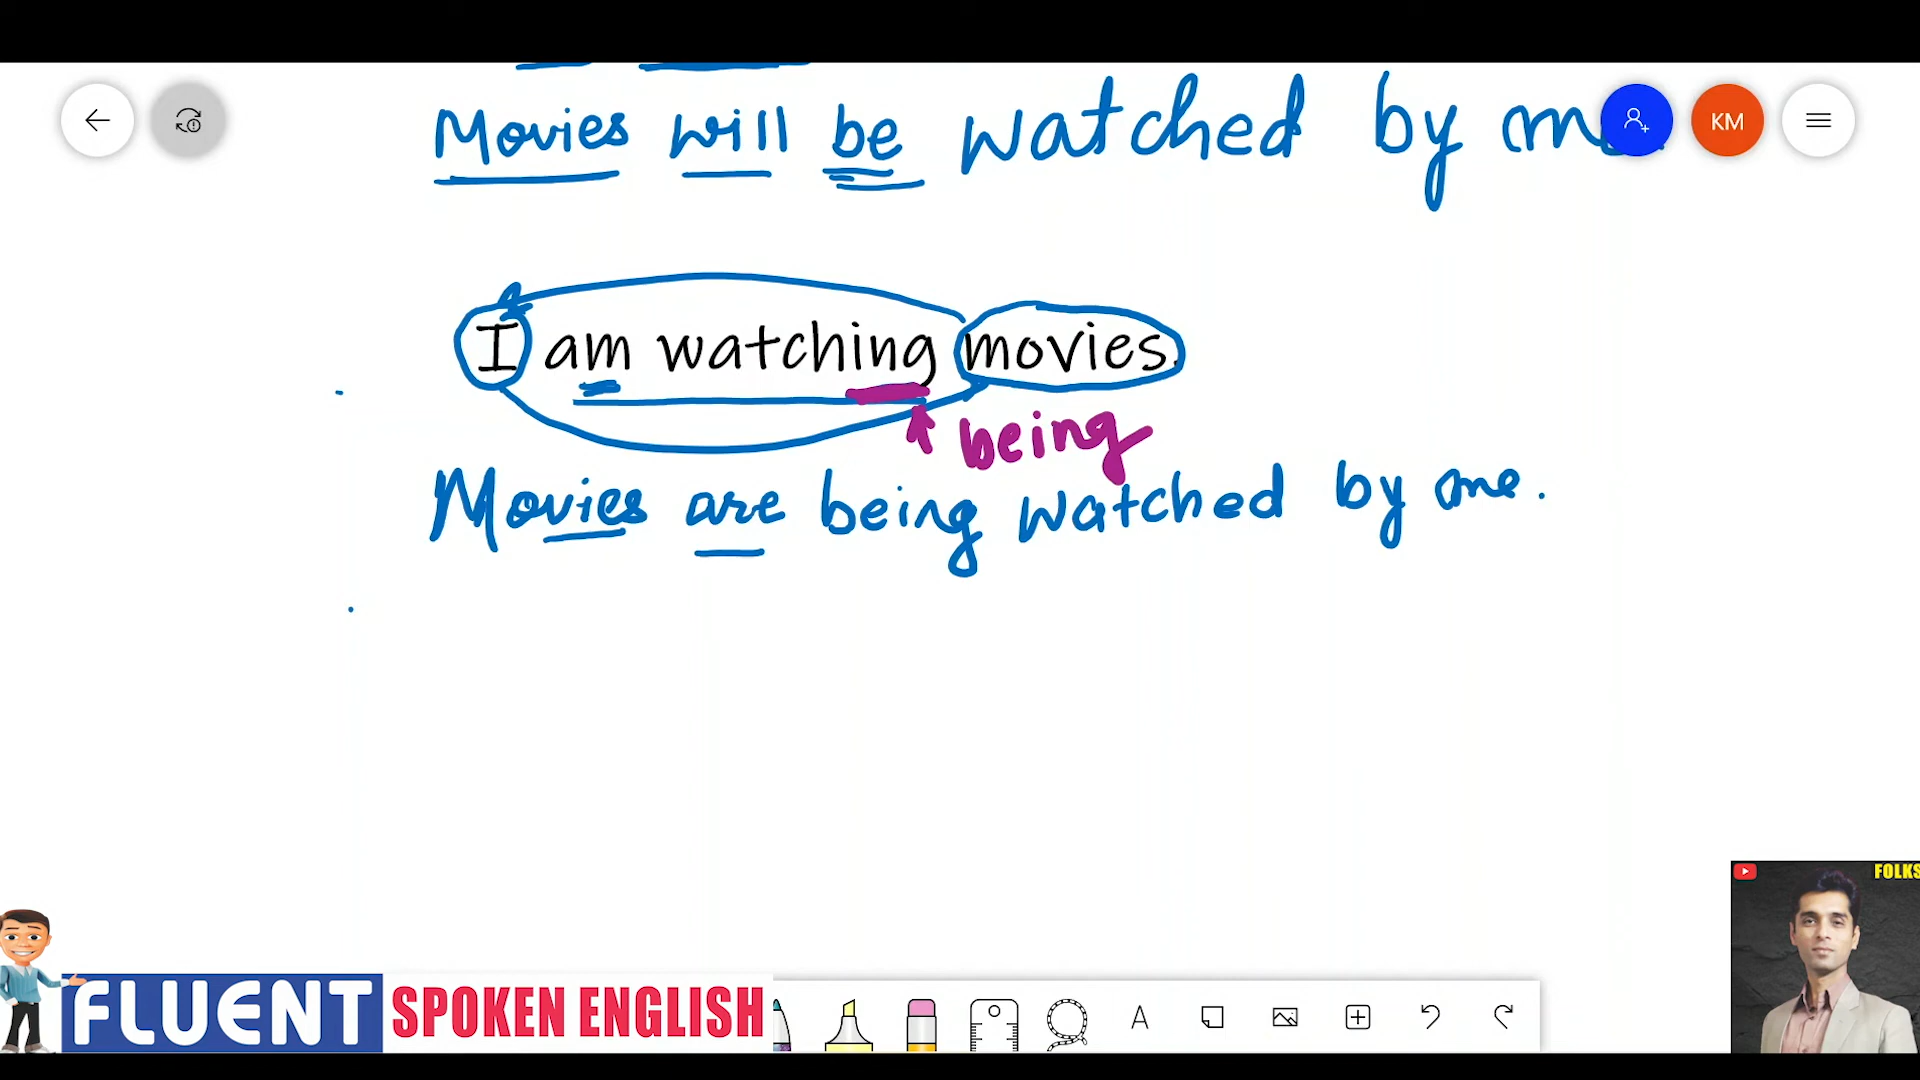 Movies will be watched by me.
KM
I am watching movies.
being
Movies are being watched by me.
FOLKS
FLUENT SPOKEN ENGLISH
A